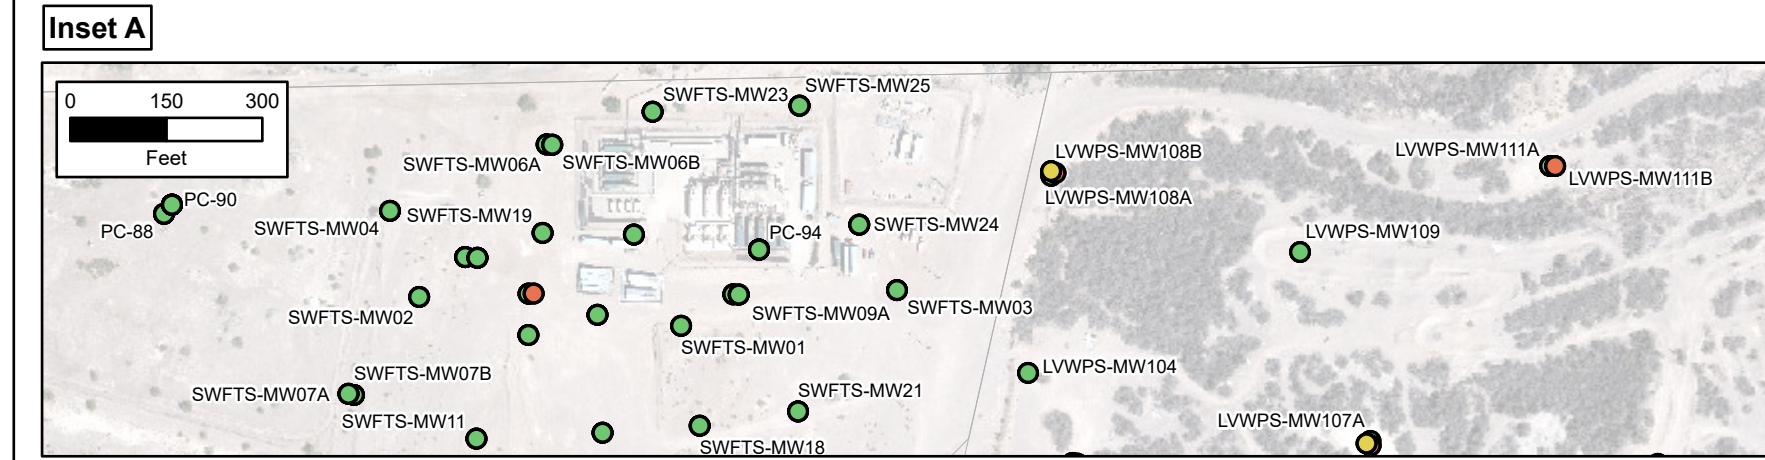 Inset A
0 150 300
Feet
SWFTS-MW23
SWFTS-MW25
SWFTS-MW06A
SWFTS-MW06B
LVWPS-MW108B
LVWPS-MW108A
LVWPS-MW111A
LVWPS-MW111B
PC-90
PC-88
SWFTS-MW04
SWFTS-MW19
PC-94
SWFTS-MW24
LVWPS-MW109
SWFTS-MW02
SWFTS-MW09A
SWFTS-MW03
SWFTS-MW01
LVWPS-MW104
SWFTS-MW07B
SWFTS-MW07A
SWFTS-MW21
SWFTS-MW11
SWFTS-MW18
LVWPS-MW107A